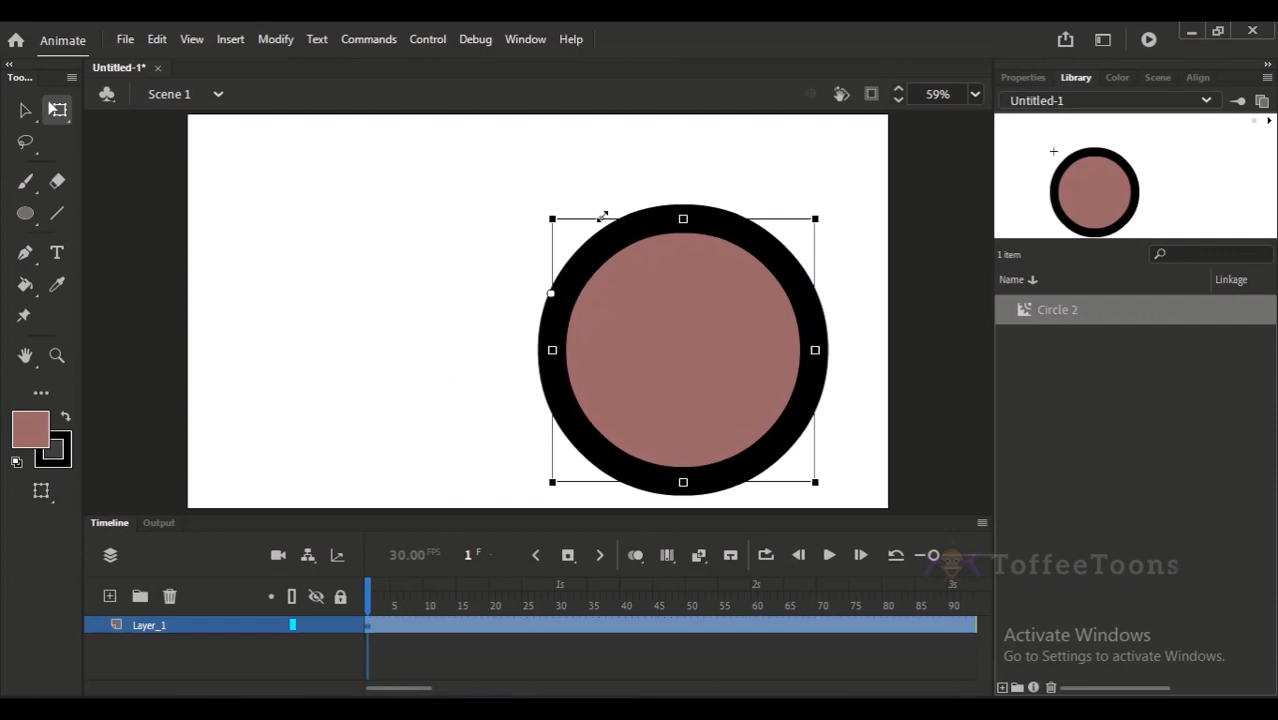 Animate File Edit View Insert Modify Text Commands Control Debug Window Help
Untitled-1*
Too...
Scene 1
59%
Properties Library Color Scene Align
Untitled-1
1 item
Name Linkage
Circle 2
Timeline Output
30.00 FPS 1 F
1s 2s 3s
5 10 15 20 25 30 35 40 45 50 55 60 65 70 75 80 85 90
Layer_1
ToffeeToons
Activate Windows
Go to Settings to activate Windows.